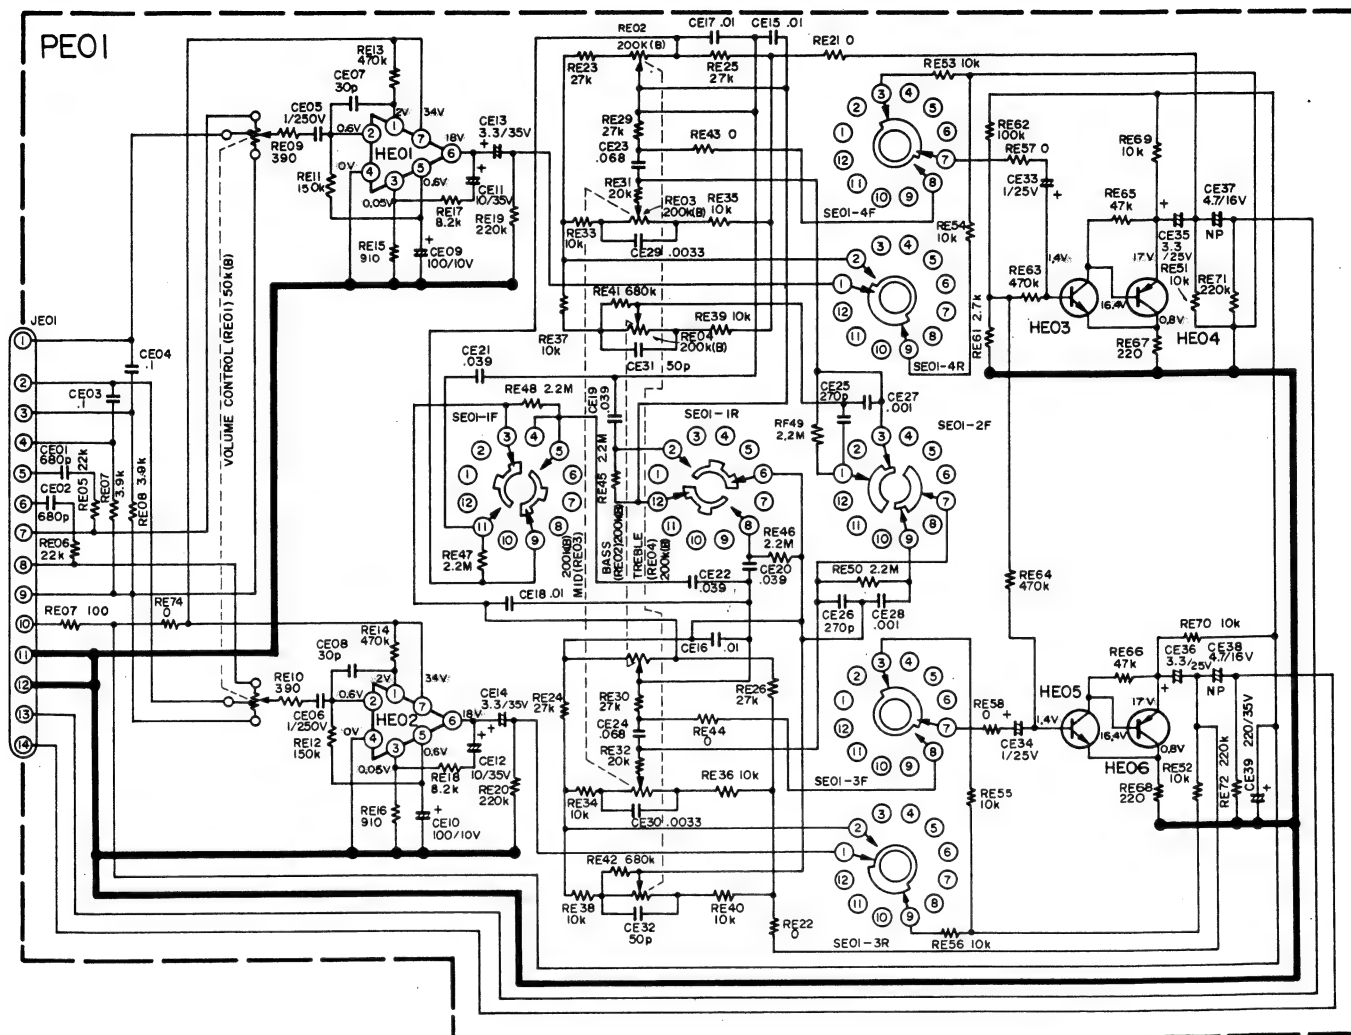 PE01
JE01
1
2
3
4
5
6
7
8
9
10
11
12
13
14
CE04
.1
CE03
.1
CE01
680p
CE02
680p
RE05 22k
RE07
3.9k
RE08 3.9k
RE06
22k
RE07 100
RE74
0
VOLUME CONTROL (RE01) 50k(B)
RE09
390
CE05
1/250V
CE07
30p
RE13
470k
RE11
150k
HE01
2V
34V
0.6V
0V
0.05V
0.6V
18V
RE15
910
RE17
8.2k
CE09
100/10V
CE11
10/35V
CE13
3.3/35V
RE19
220k
RE10
390
CE06
1/250V
CE08
30p
RE14
470k
RE12
150k
HE02
2V
34V
0.6V
0V
0.05V
0.6V
18V
RE16
910
RE18
8.2k
CE10
100/10V
CE12
10/35V
CE14
3.3/35V
RE20
220k
RE02
200k(B)
RE23
27k
RE25
27k
CE17 .01
CE15 .01
RE21 0
RE29
27k
CE23
.068
RE43 0
RE31
20k
RE03
200k(B)
RE35
10k
RE33
10k
CE29 .0033
RE41 680k
RE39 10k
RE04
200k(B)
RE37
10k
CE31 50p
CE21
.039
RE48 2.2M
SE01-1F
RE47
2.2M
CE19
.039
RE45 2.2M
SE01-1R
RE46
2.2M
CE20
.039
CE22
.039
CE18 .01
MID(RE03)
200k(B)
BASS
(RE02)200k(B)
TREBLE
(RE04)
200k(B)
CE16 .01
RE24
27k
RE26
27k
RE30
27k
CE24
.068
RE44
0
RE32
20k
RE34
10k
RE36 10k
CE30 .0033
RE42 680k
RE38
10k
CE32
50p
RE40
10k
RE22
0
SE01-4F
SE01-4R
RE53 10k
RE54
10k
CE25
270p
CE27
.001
RF49
2.2M
SE01-2F
RE50 2.2M
CE26
270p
CE28
.001
SE01-3F
SE01-3R
RE55
10k
RE56 10k
RE62
100k
RE57 0
CE33
1/25V
RE61 2.7k
RE63
470k
RE64
470k
1.4V
HE03
16.4V
17V
0.8V
HE04
RE65
47k
RE69
10k
RE67
220
CE35
3.3
/25V
CE37
4.7/16V
NP
RE51
10k
RE71
220k
RE58
0
CE34
1/25V
1.4V
HE05
16.4V
17V
0.8V
HE06
RE66
47k
RE70 10k
RE68
220
CE36
3.3/25V
CE38
4.7/16V
NP
RE52
10k
RE72 220k
CE39 220/35V